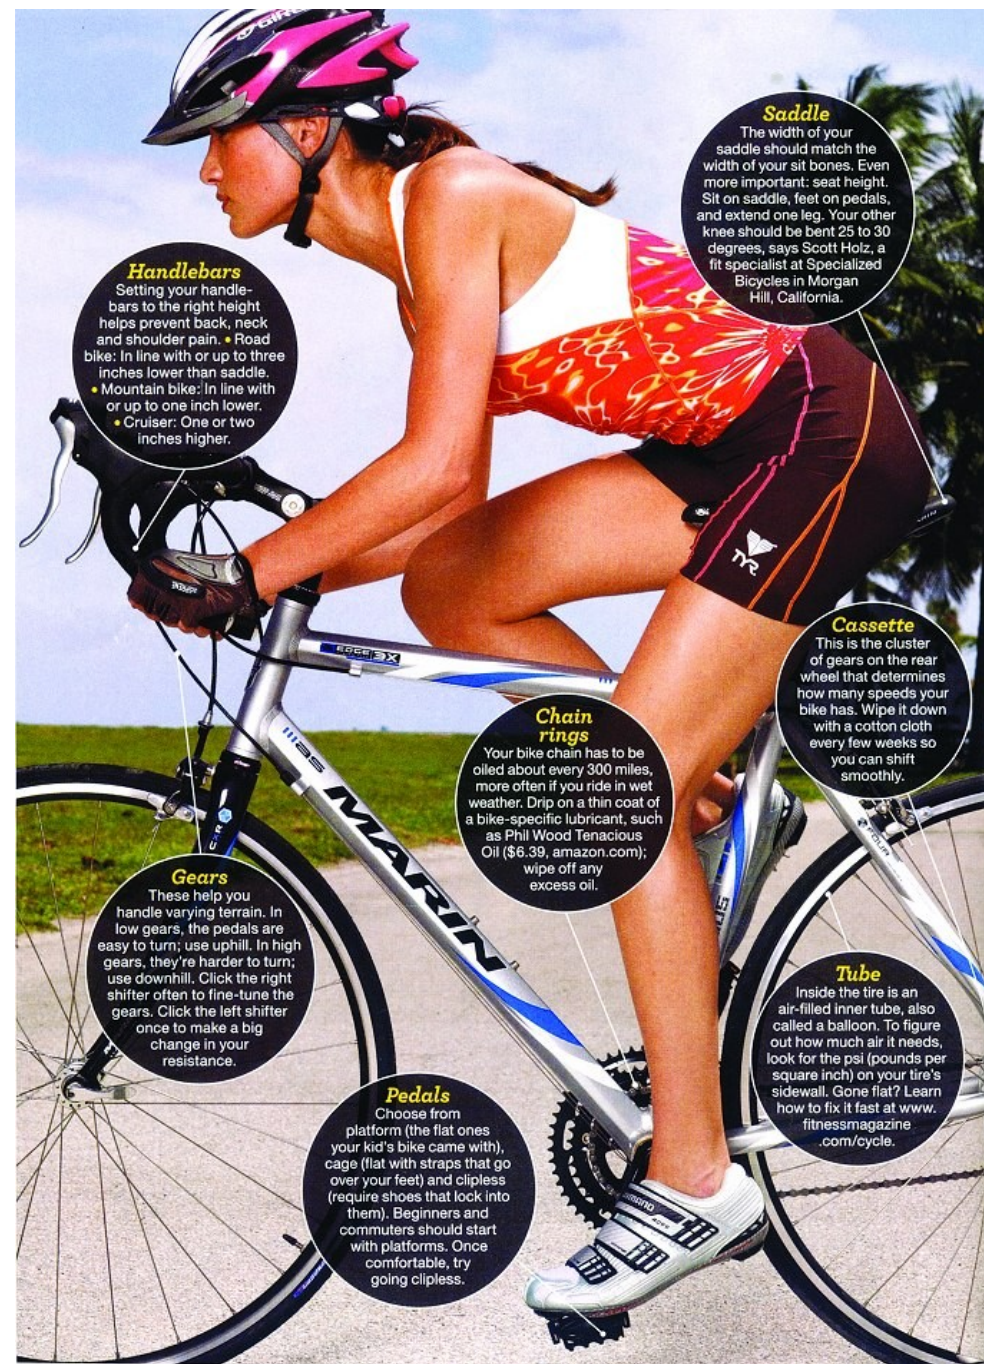 GIRO
Saddle
The width of your
saddle should match the
width of your sit bones. Even
more important: seat height.
Sit on saddle, feet on pedals,
and extend one leg. Your other
knee should be bent 25 to 30
degrees, says Scott Holz, a
fit specialist at Specialized
Bicycles in Morgan
Hill, California.
Handlebars
Setting your handle-
bars to the right height
helps prevent back, neck
and shoulder pain. • Road
bike: In line with or up to three
inches lower than saddle.
• Mountain bike: In line with
or up to one inch lower.
• Cruiser: One or two
inches higher.
TYR
EDGE 3X
Cassette
This is the cluster
of gears on the rear
wheel that determines
how many speeds your
bike has. Wipe it down
with a cotton cloth
every few weeks so
you can shift
smoothly.
Chain
rings
Your bike chain has to be
oiled about every 300 miles,
more often if you ride in wet
weather. Drip on a thin coat of
a bike-specific lubricant, such
as Phil Wood Tenacious
Oil ($6.39, amazon.com);
wipe off any
excess oil.
MARIN
CXR
FOUR
Gears
These help you
handle varying terrain. In
low gears, the pedals are
easy to turn; use uphill. In high
gears, they're harder to turn;
use downhill. Click the right
shifter often to fine-tune the
gears. Click the left shifter
once to make a big
change in your
resistance.
Tube
Inside the tire is an
air-filled inner tube, also
called a balloon. To figure
out how much air it needs,
look for the psi (pounds per
square inch) on your tire's
sidewall. Gone flat? Learn
how to fix it fast at www.
fitnessmagazine
.com/cycle.
Pedals
Choose from
platform (the flat ones
your kid's bike came with),
cage (flat with straps that go
over your feet) and clipless
(require shoes that lock into
them). Beginners and
commuters should start
with platforms. Once
comfortable, try
going clipless.
SHIMANO